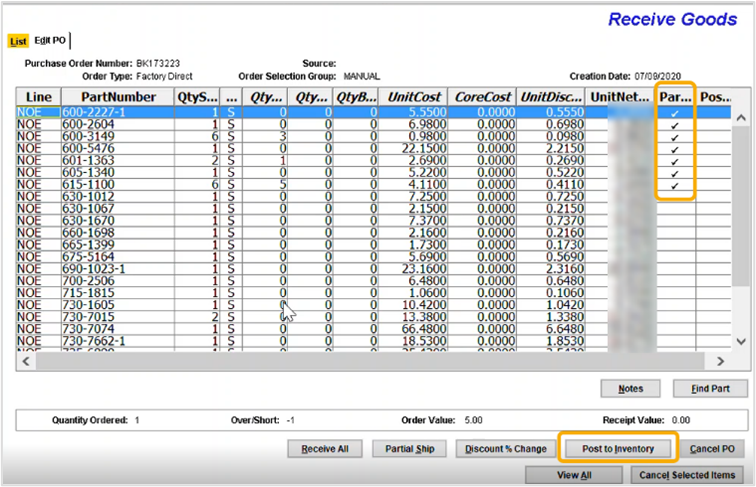 Receive Goods
List Edit PO
Purchase Order Number: BK173223 Source:
Order Type: Factory Direct Order Selection Group: MANUAL Creation Date: 07/09/2020
Line PartNumber QtyS... ... Qty... Qty... QtyB... UnitCost CoreCost UnitDisc... UnitNet... Par... Pos...
NOE 600-2227-1 1 S 0 0 0 5.5500 0.0000 0.5550 ✓
NOE 600-2604 1 S 0 0 0 6.9800 0.0000 0.6980 ✓
NOE 600-3149 6 S 3 0 0 0.9800 0.0000 0.0980 ✓
NOE 600-5476 1 S 0 0 0 22.1500 0.0000 2.2150 ✓
NOE 601-1363 2 S 1 0 0 2.6900 0.0000 0.2690 ✓
NOE 605-1340 1 S 0 0 0 5.2200 0.0000 0.5220 ✓
NOE 615-1100 6 S 5 0 0 4.1100 0.0000 0.4110 ✓
NOE 630-1012 1 S 0 0 0 7.2500 0.0000 0.7250
NOE 630-1067 1 S 0 0 0 2.1500 0.0000 0.2150
NOE 630-1670 1 S 0 0 0 7.3700 0.0000 0.7370
NOE 660-1698 1 S 0 0 0 2.1600 0.0000 0.2160
NOE 665-1399 1 S 0 0 0 1.7300 0.0000 0.1730
NOE 675-5164 1 S 0 0 0 5.6900 0.0000 0.5690
NOE 690-1023-1 1 S 0 0 0 23.1600 0.0000 2.3160
NOE 700-2506 1 S 0 0 0 6.4800 0.0000 0.6480
NOE 715-1815 1 S 0 0 0 1.0600 0.0000 0.1060
NOE 730-1605 1 S 0 0 0 10.4200 0.0000 1.0420
NOE 730-7015 2 S 0 0 0 13.3800 0.0000 1.3380
NOE 730-7074 1 S 0 0 0 66.4800 0.0000 6.6480
NOE 730-7662-1 1 S 0 0 0 18.5300 0.0000 1.8530
Notes Find Part
Quantity Ordered: 1 Over/Short: -1 Order Value: 5.00 Receipt Value: 0.00
Receive All Partial Ship Discount % Change Post to Inventory Cancel PO
View All Cancel Selected Items